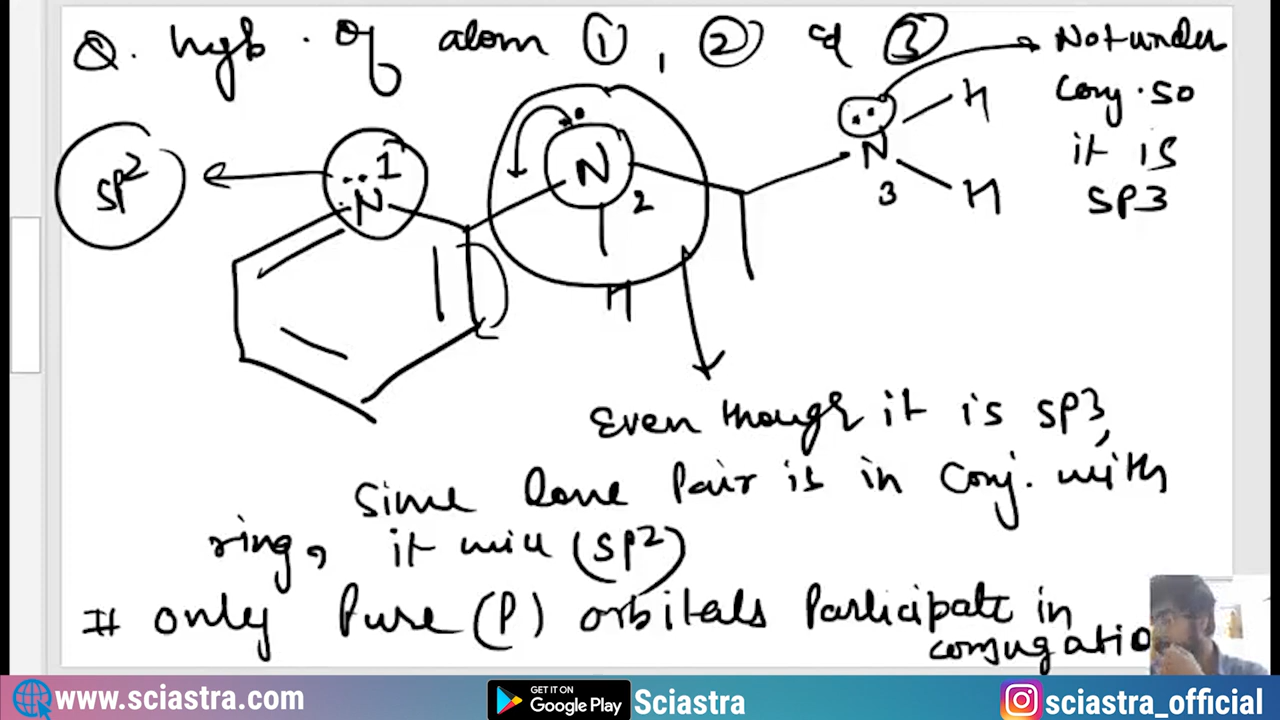 Q. hyb. of atom ①, ② & ③
Not under
conj. so
it is
sp3
sp2
1
N
N
2
H
N
3
H
H
Even though it is sp3,
Since lone Pair is in conj. with
ring, it will (sp2)
# only Pure (P) orbitals Participate in
conjugatio
www.sciastra.com
GET IT ON
Google Play
Sciastra
sciastra_official